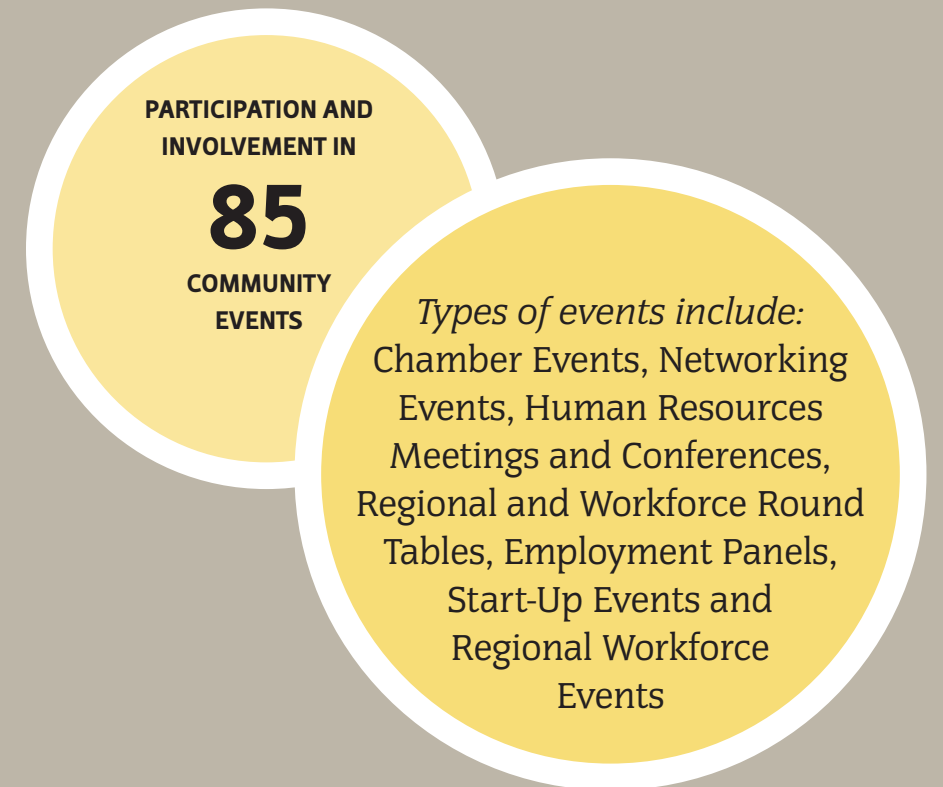 PARTICIPATION AND
INVOLVEMENT IN
85
COMMUNITY
EVENTS
Types of events include:
Chamber Events, Networking
Events, Human Resources
Meetings and Conferences,
Regional and Workforce Round
Tables, Employment Panels,
Start-Up Events and
Regional Workforce
Events